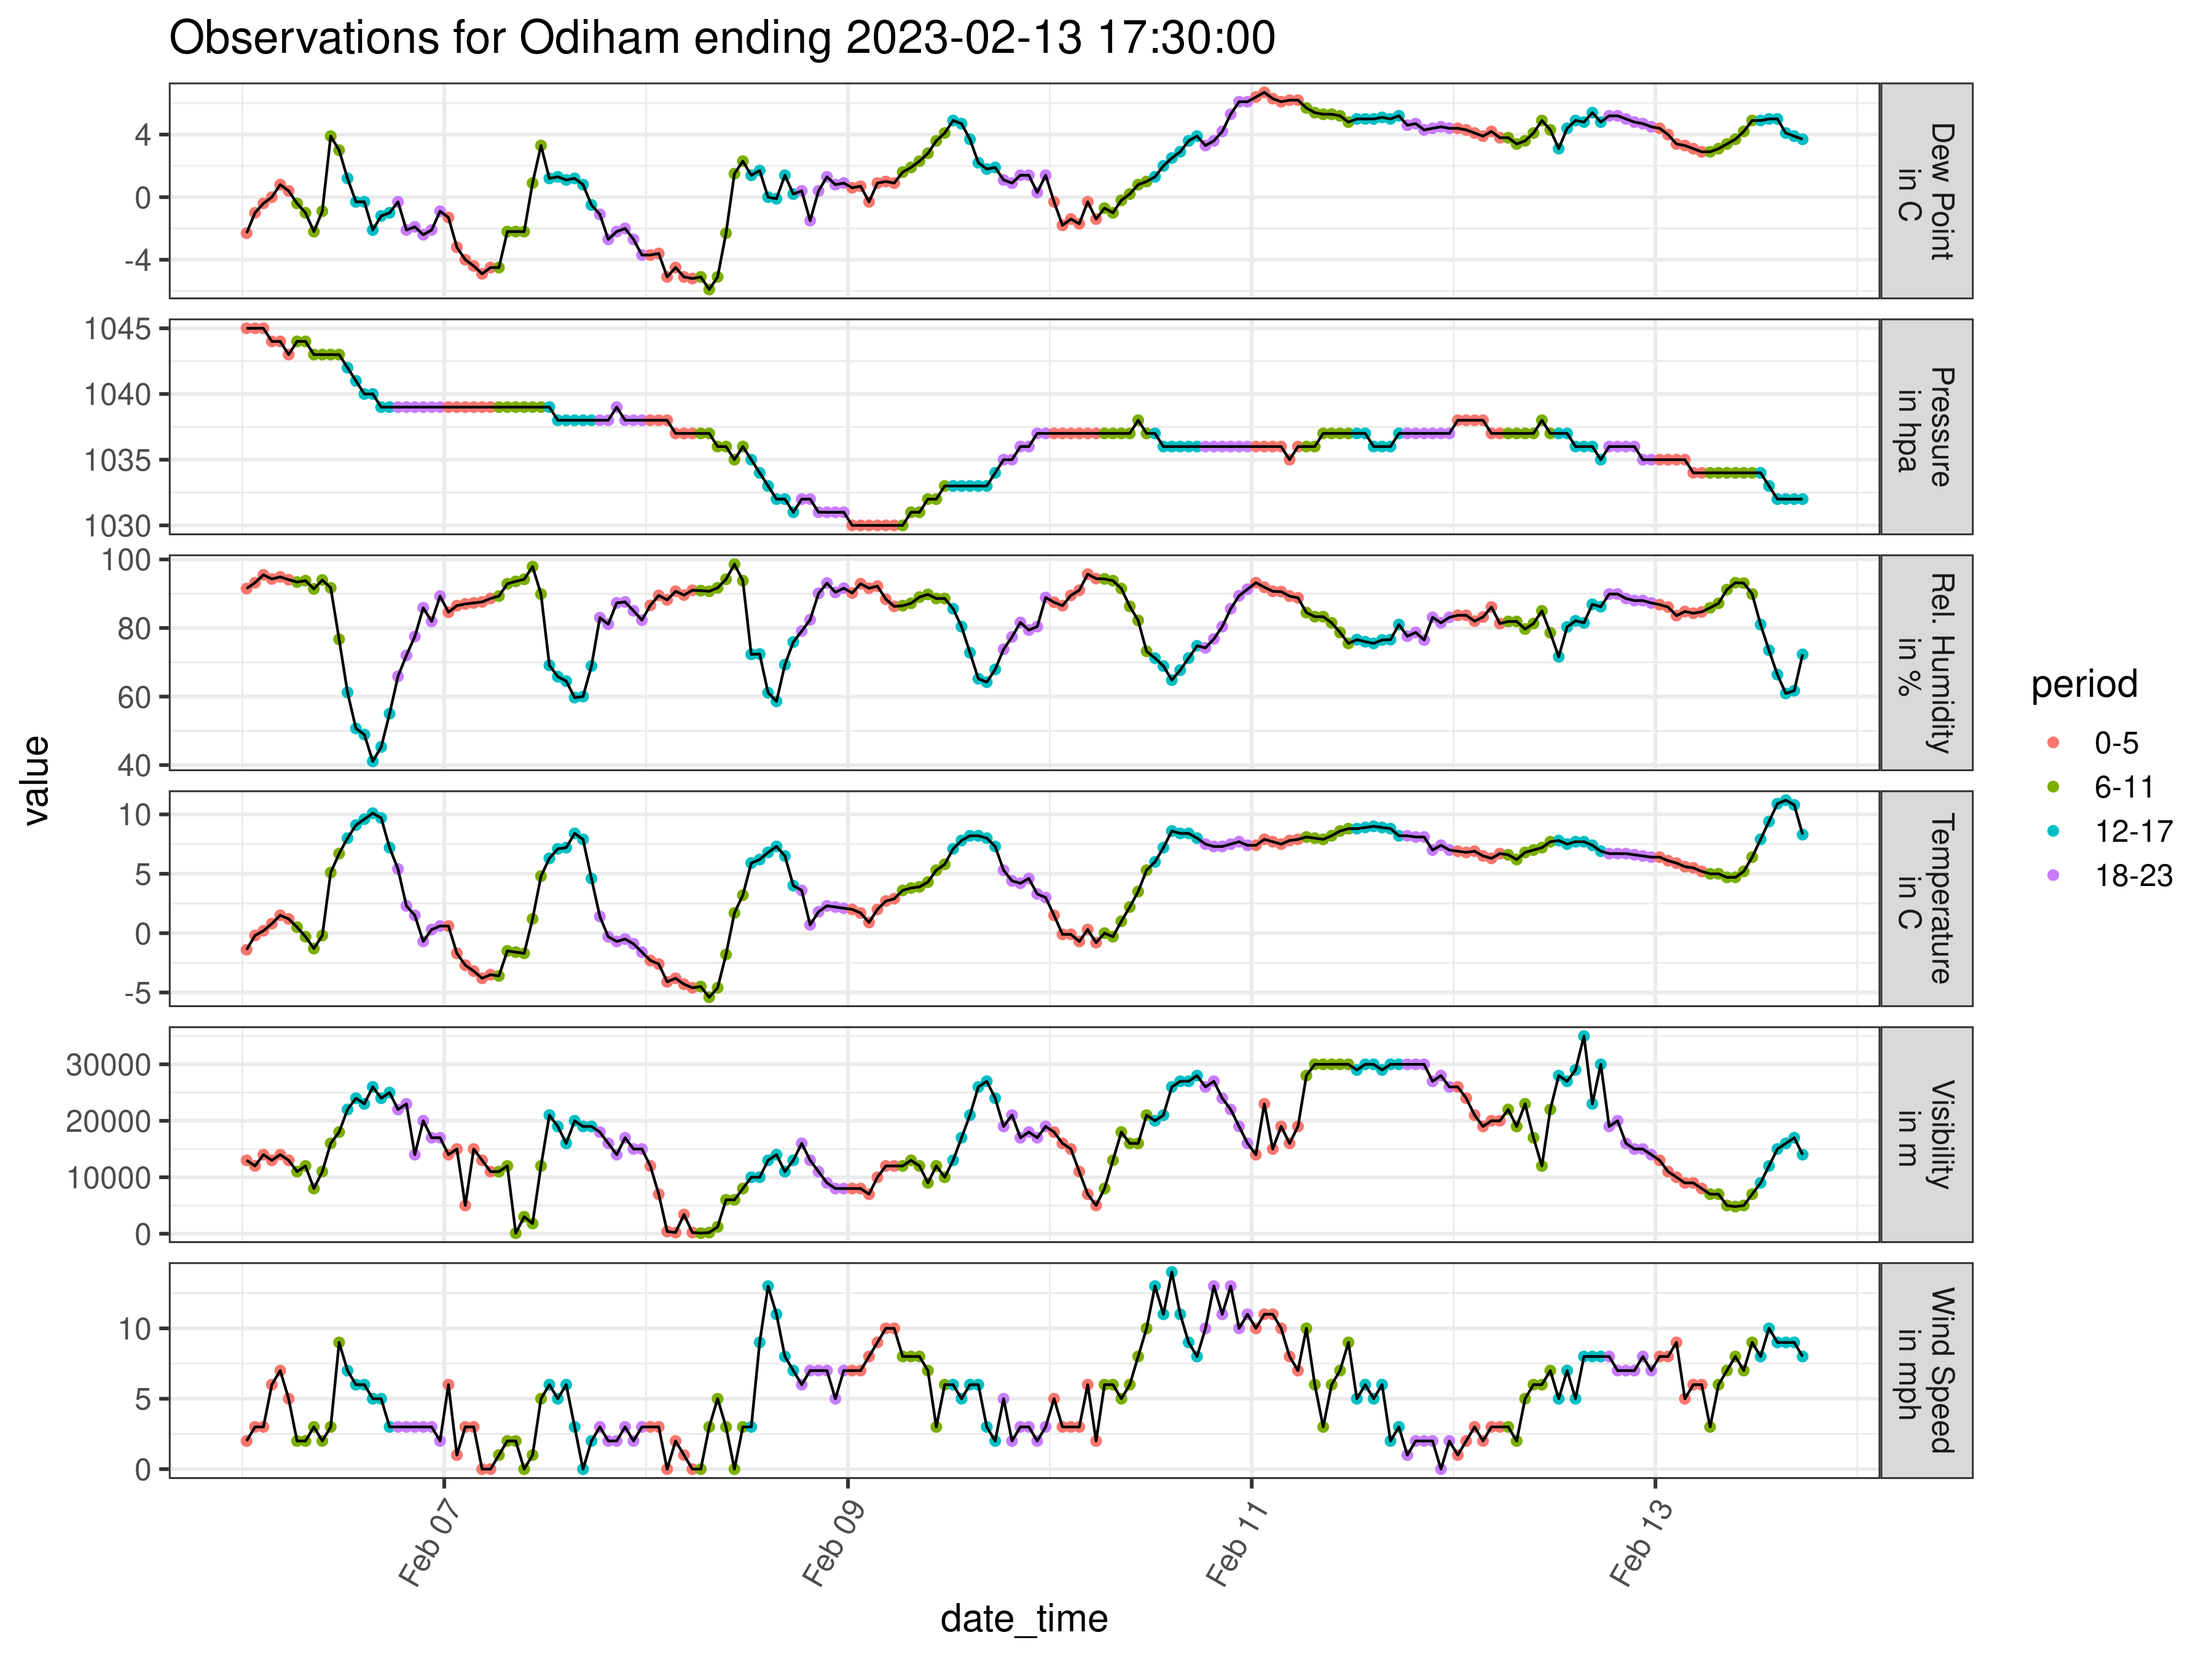 Observations for Odiham ending 2023-02-13 17:30:00
value
4
0
-4
Dew Point
in C
1045
1040
1035
1030
Pressure
in hpa
100
80
60
40
Rel. Humidity
in %
10
5
0
-5
Temperature
in C
30000
20000
10000
0
Visibility
in m
10
5
0
Wind Speed
in mph
Feb 07
Feb 09
Feb 11
Feb 13
date_time
period
0-5
6-11
12-17
18-23